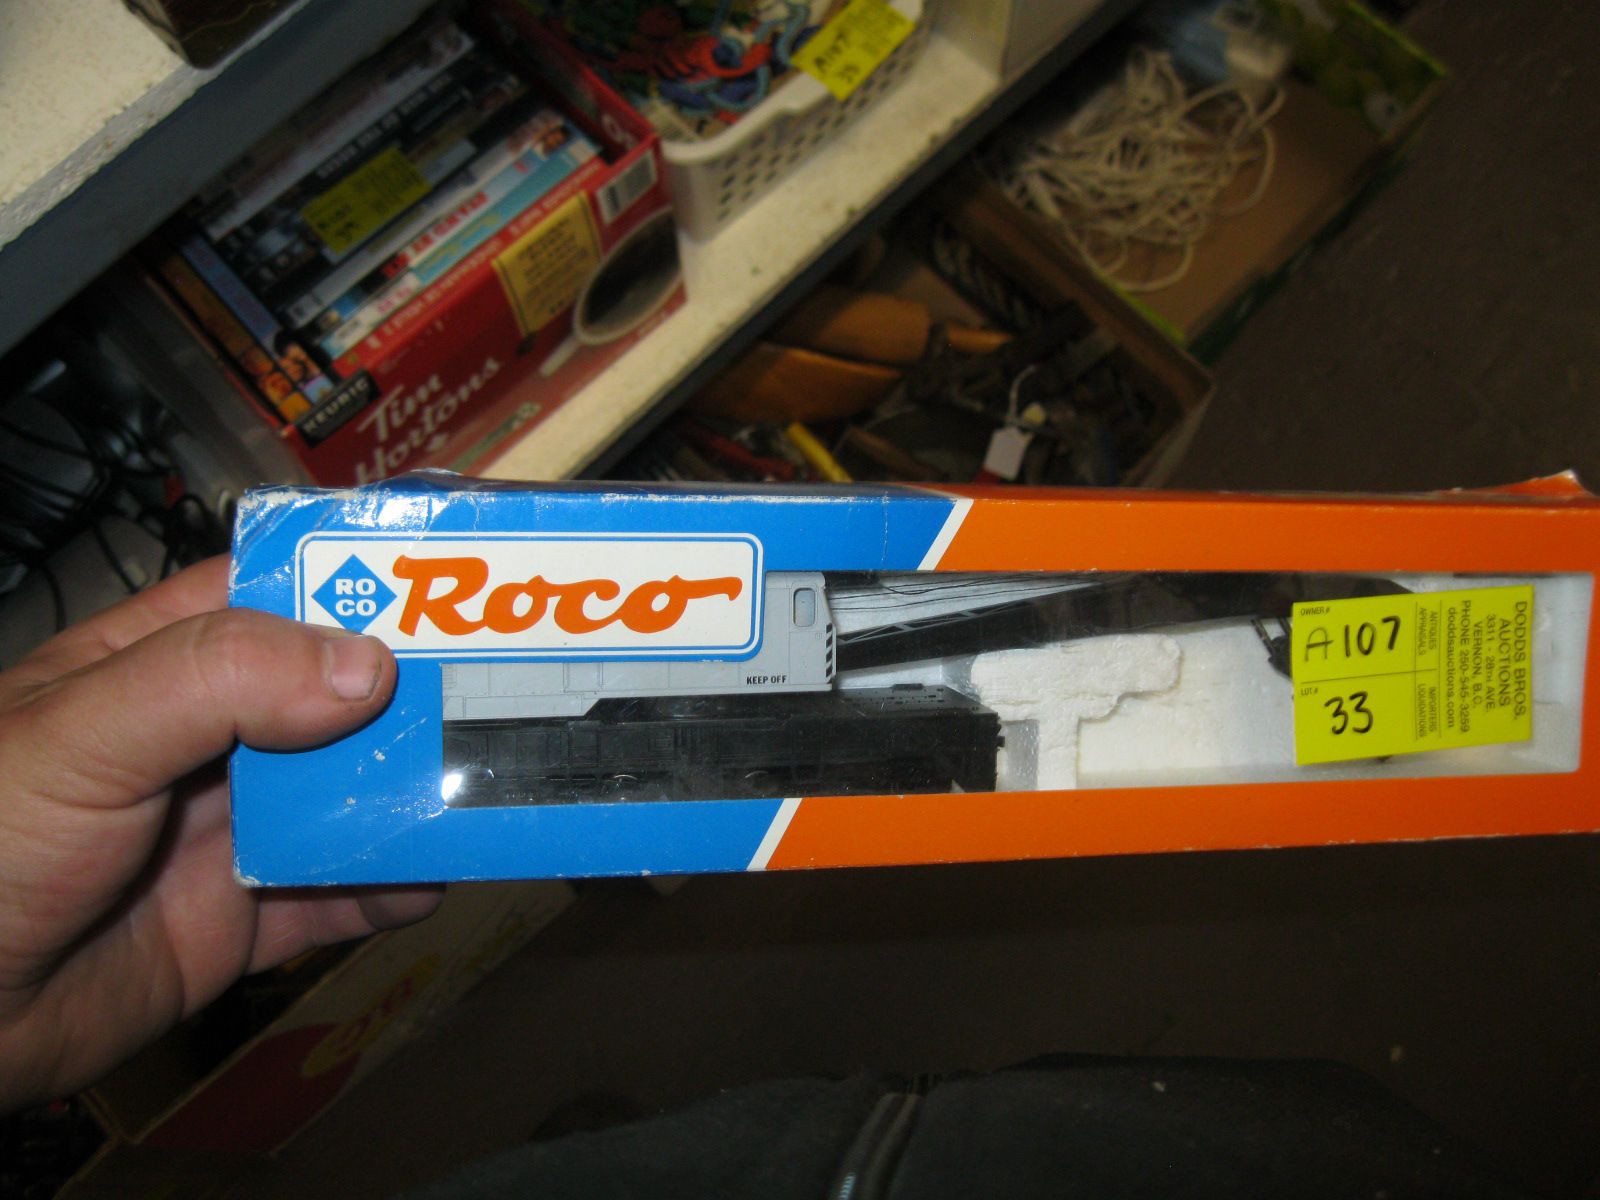 A107
KEURIG
Tim
Hortons
RO
CO
Roco
KEEP OFF
OWNER #
A107
LOT #
33
ANTIQUES
APPRAISALS
IMPORTERS
LIQUIDATIONS
DODDS BROS.
AUCTIONS
3311 - 28TH AVE.
VERNON, B.C.
PHONE 250-545-3259
doddsauctions.com